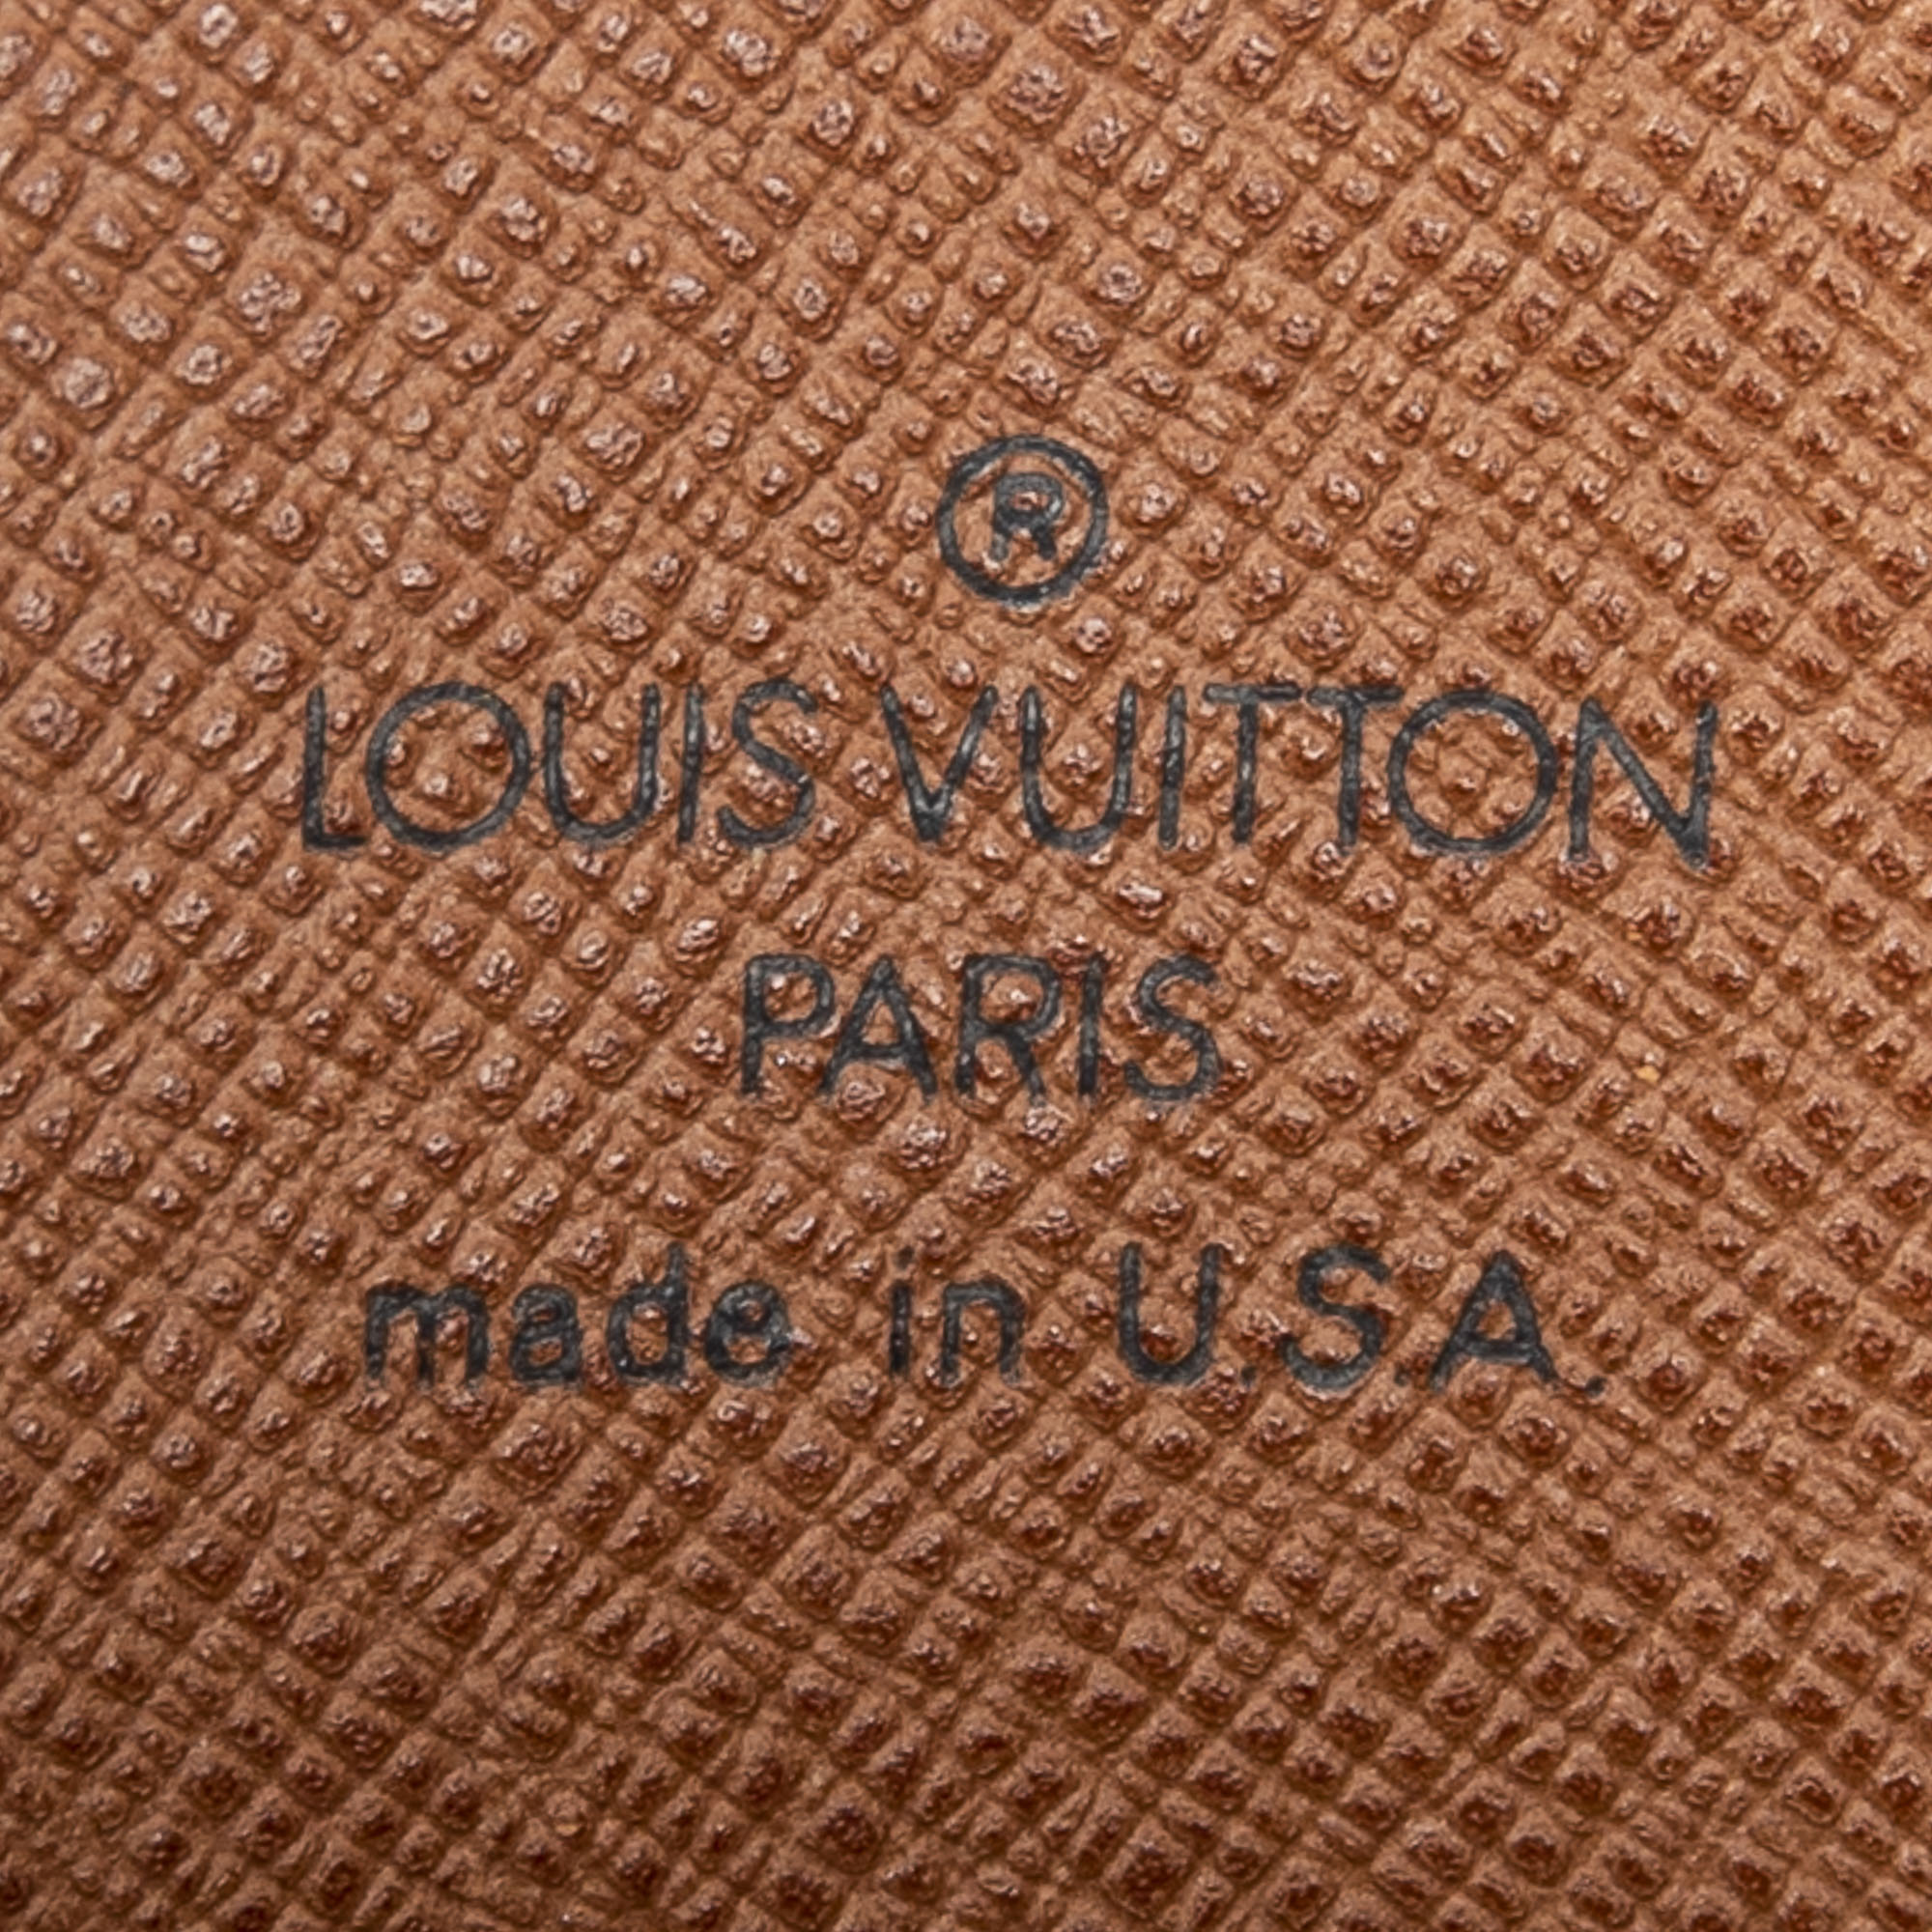 ®
LOUIS VUITTON
PARIS
made in U.S.A.